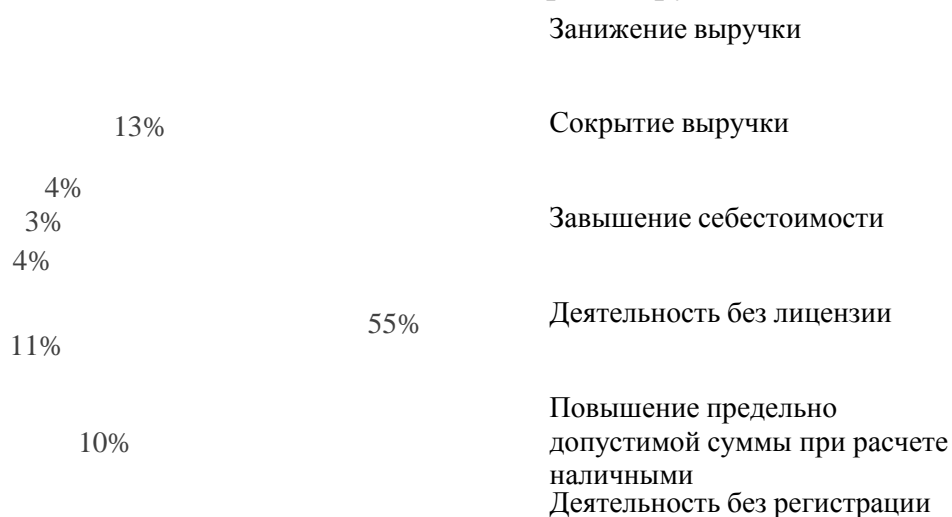 Занижение выручки
13%
Сокрытие выручки
4%
3%
Завышение себестоимости
4%
55%
Деятельность без лицензии
11%
Повышение предельно
10%
допустимой суммы при расчете
наличными
Деятельность без регистрации